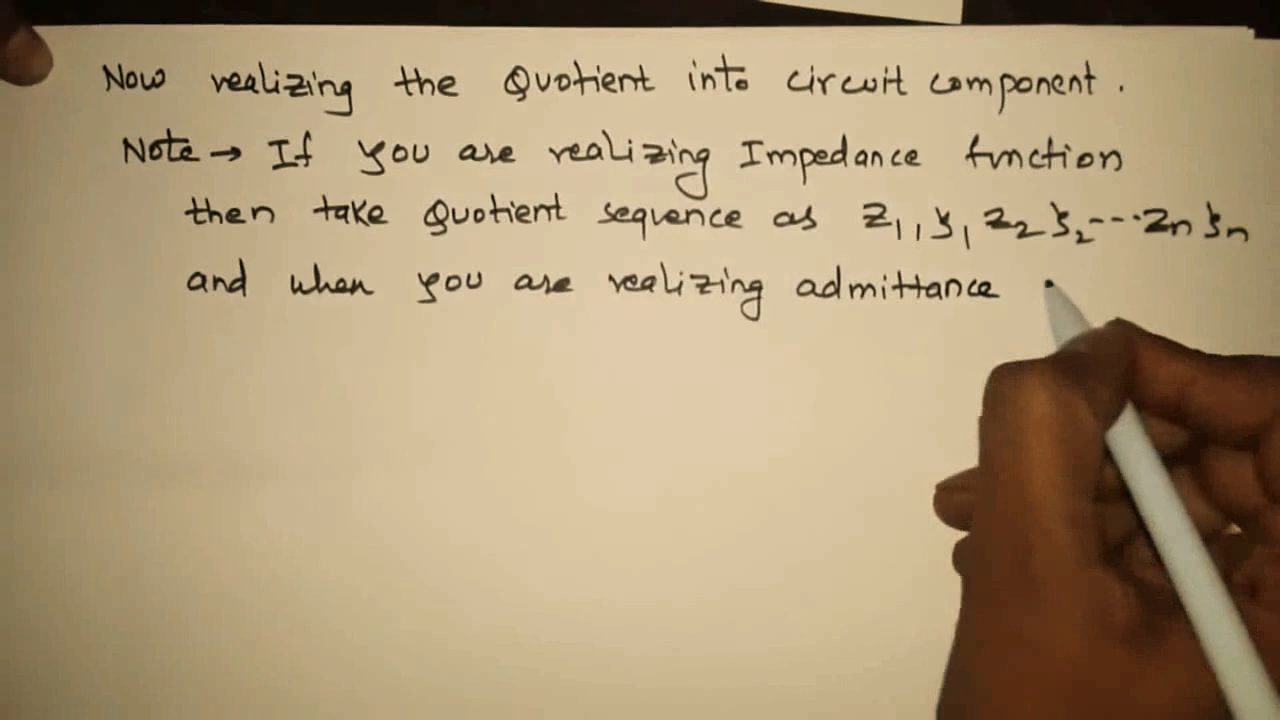 Now realizing the Quotient into circuit component.
Note → If you are realizing Impedance function
then take Quotient sequence as Z₁, Y₁ Z₂ Y₂---Zn Yn
and when you are realizing admittance